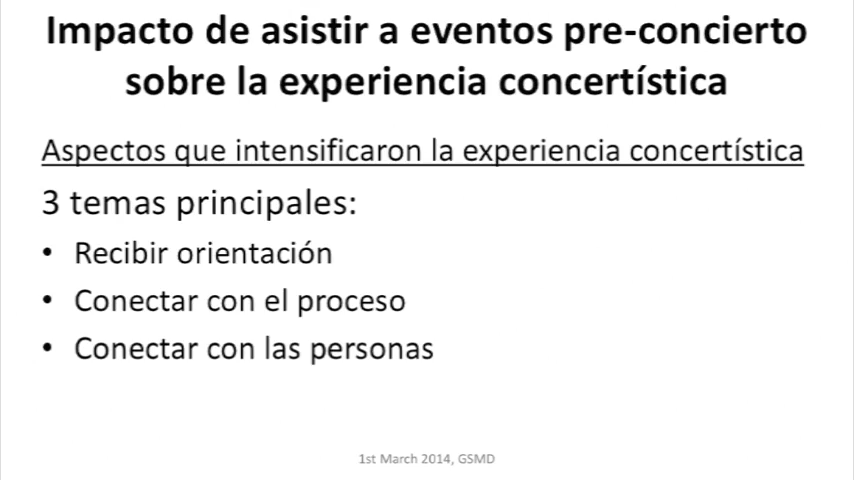 Impacto de asistir a eventos pre-concierto
sobre la experiencia concertística
Aspectos que intensificaron la experiencia concertística
3 temas principales:
• Recibir orientación
• Conectar con el proceso
• Conectar con las personas
1st March 2014, GSMD